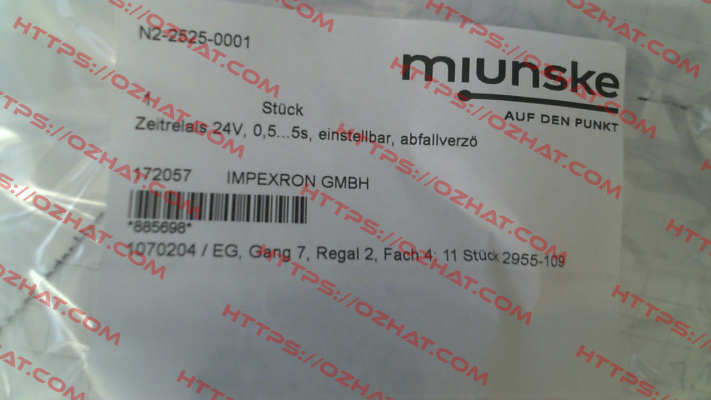 N2-2525-0001
miunske
AUF DEN PUNKT
1 Stück
Zeitrelais 24V, 0,5...5s, einstellbar, abfallverzö
172057 IMPEXRON GMBH
*885698*
1070204 / EG, Gang 7, Regal 2, Fach 4: 11 Stück 2955-109
HTTPS://OZHAT.COM